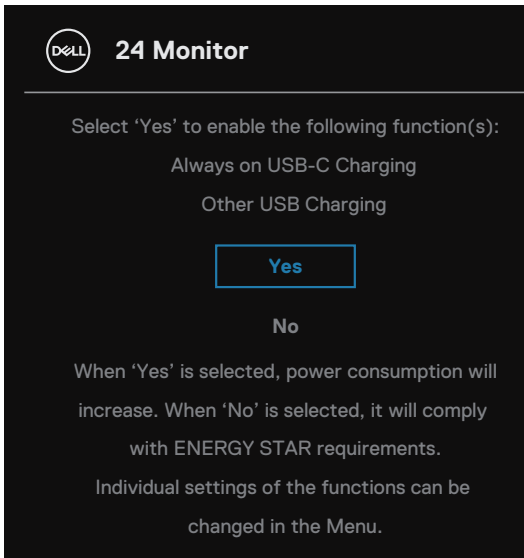 DELL
24 Monitor
Select ‘Yes’ to enable the following function(s):
Always on USB-C Charging
Other USB Charging
Yes
No
When ‘Yes’ is selected, power consumption will
increase. When ‘No’ is selected, it will comply
with ENERGY STAR requirements.
Individual settings of the functions can be
changed in the Menu.